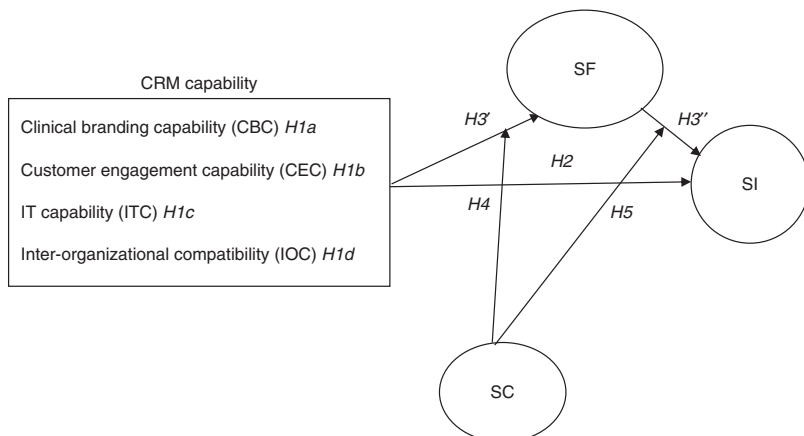 CRM capability
Clinical branding capability (CBC) H1a
Customer engagement capability (CEC) H1b
IT capability (ITC) H1c
Inter-organizational compatibility (IOC) H1d
SF
H3′
H3′′
H2
SI
H4
H5
SC